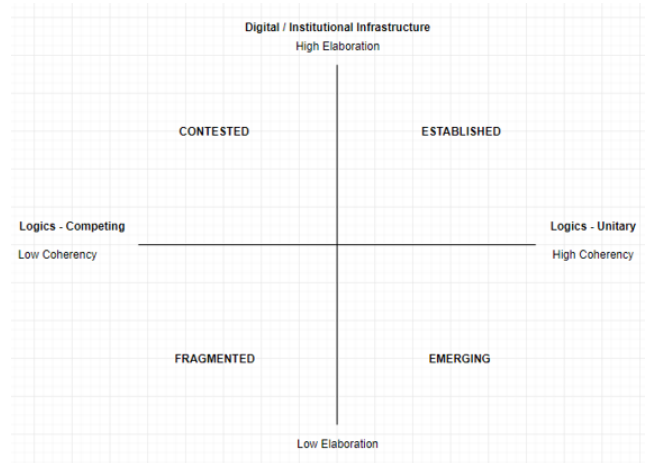 Digital / Institutional Infrastructure
High Elaboration
CONTESTED
ESTABLISHED
Logics - Competing
Logics - Unitary
Low Coherency
High Coherency
FRAGMENTED
EMERGING
Low Elaboration